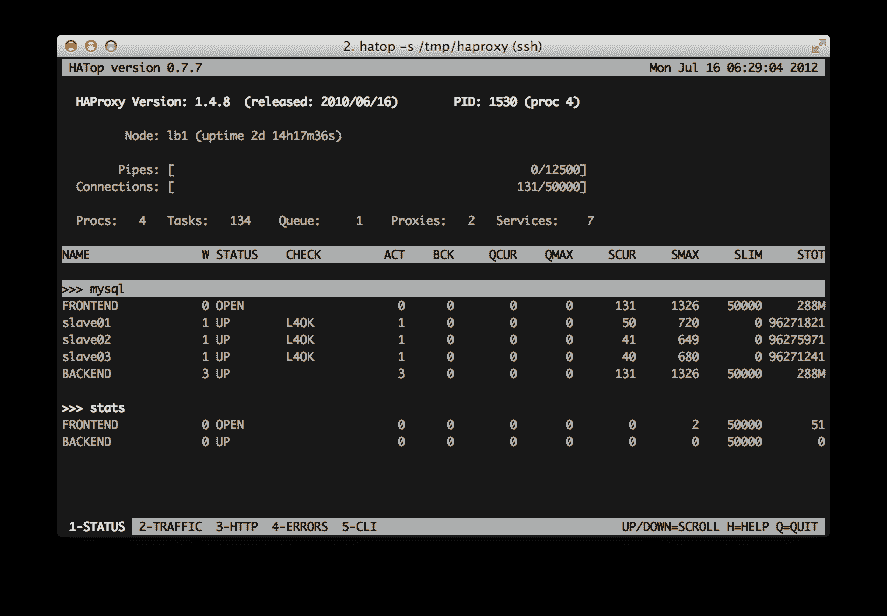 2. hatop -s /tmp/haproxy (ssh)
HATop version 0.7.7 Mon Jul 16 06:29:04 2012
HAProxy Version: 1.4.8 (released: 2010/06/16) PID: 1530 (proc 4)
Node: lb1 (uptime 2d 14h17m36s)
Pipes: [ 0/12500]
Connections: [ 131/50000]
Procs: 4 Tasks: 134 Queue: 1 Proxies: 2 Services: 7
NAME W STATUS CHECK ACT BCK QCUR QMAX SCUR SMAX SLIM STOT
>>> mysql
FRONTEND 0 OPEN 0 0 0 0 131 1326 50000 288M
slave01 1 UP L4OK 1 0 0 0 50 720 0 96271821
slave02 1 UP L4OK 1 0 0 0 41 649 0 96275971
slave03 1 UP L4OK 1 0 0 0 40 680 0 96271241
BACKEND 3 UP 3 0 0 0 131 1326 50000 288M
>>> stats
FRONTEND 0 OPEN 0 0 0 0 0 2 50000 51
BACKEND 0 UP 0 0 0 0 0 0 50000 0
1-STATUS 2-TRAFFIC 3-HTTP 4-ERRORS 5-CLI UP/DOWN=SCROLL H=HELP Q=QUIT